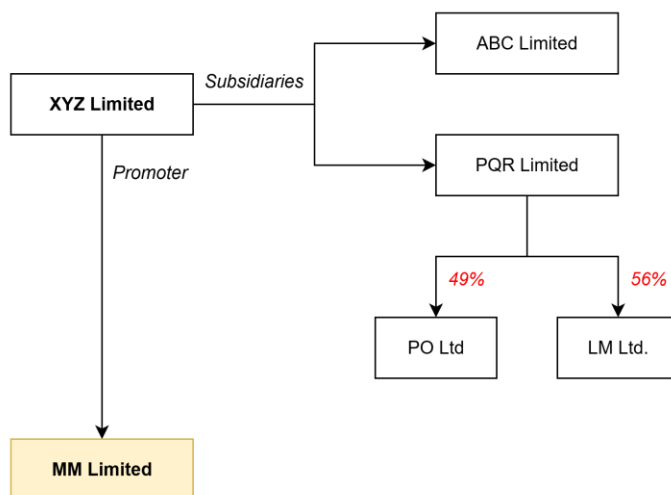 ABC Limited
XYZ Limited
Subsidiaries
Promoter
PQR Limited
49%
56%
PO Ltd
LM Ltd.
MM Limited